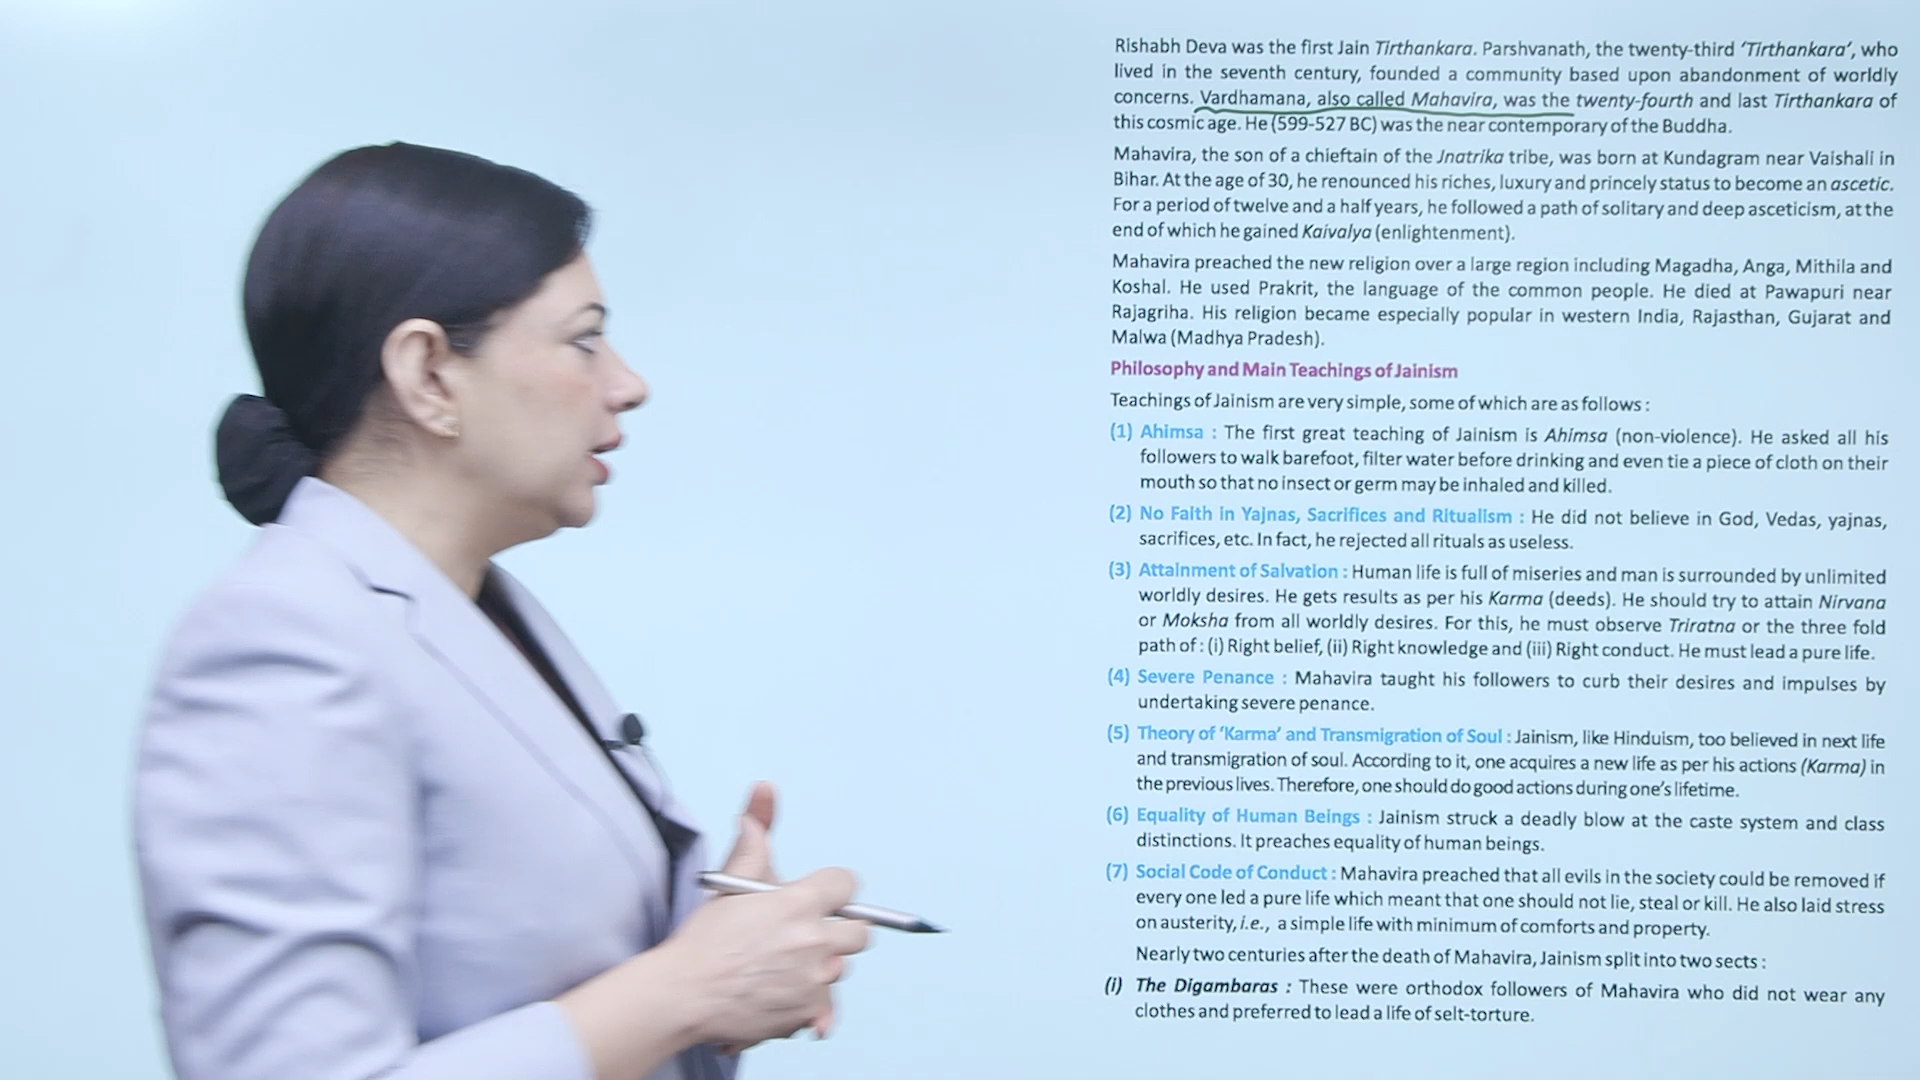 Rishabh Deva was the first Jain Tirthankara. Parshvanath, the twenty-third ‘Tirthankara’, who
lived in the seventh century, founded a community based upon abandonment of worldly
concerns. Vardhamana, also called Mahavira, was the twenty-fourth and last Tirthankara of
this cosmic age. He (599-527 BC) was the near contemporary of the Buddha.
Mahavira, the son of a chieftain of the Jnatrika tribe, was born at Kundagram near Vaishali in
Bihar. At the age of 30, he renounced his riches, luxury and princely status to become an ascetic.
For a period of twelve and a half years, he followed a path of solitary and deep asceticism, at the
end of which he gained Kaivalya (enlightenment).
Mahavira preached the new religion over a large region including Magadha, Anga, Mithila and
Koshal. He used Prakrit, the language of the common people. He died at Pawapuri near
Rajagriha. His religion became especially popular in western India, Rajasthan, Gujarat and
Malwa (Madhya Pradesh).
Philosophy and Main Teachings of Jainism
Teachings of Jainism are very simple, some of which are as follows :
(1) Ahimsa : The first great teaching of Jainism is Ahimsa (non-violence). He asked all his
followers to walk barefoot, filter water before drinking and even tie a piece of cloth on their
mouth so that no insect or germ may be inhaled and killed.
(2) No Faith in Yajnas, Sacrifices and Ritualism : He did not believe in God, Vedas, yajnas,
sacrifices, etc. In fact, he rejected all rituals as useless.
(3) Attainment of Salvation : Human life is full of miseries and man is surrounded by unlimited
worldly desires. He gets results as per his Karma (deeds). He should try to attain Nirvana
or Moksha from all worldly desires. For this, he must observe Triratna or the three fold
path of : (i) Right belief, (ii) Right knowledge and (iii) Right conduct. He must lead a pure life.
(4) Severe Penance : Mahavira taught his followers to curb their desires and impulses by
undertaking severe penance.
(5) Theory of ‘Karma’ and Transmigration of Soul : Jainism, like Hinduism, too believed in next life
and transmigration of soul. According to it, one acquires a new life as per his actions (Karma) in
the previous lives. Therefore, one should do good actions during one’s lifetime.
(6) Equality of Human Beings : Jainism struck a deadly blow at the caste system and class
distinctions. It preaches equality of human beings.
(7) Social Code of Conduct : Mahavira preached that all evils in the society could be removed if
every one led a pure life which meant that one should not lie, steal or kill. He also laid stress
on austerity, i.e., a simple life with minimum of comforts and property.
Nearly two centuries after the death of Mahavira, Jainism split into two sects :
(i) The Digambaras : These were orthodox followers of Mahavira who did not wear any
clothes and preferred to lead a life of selt-torture.